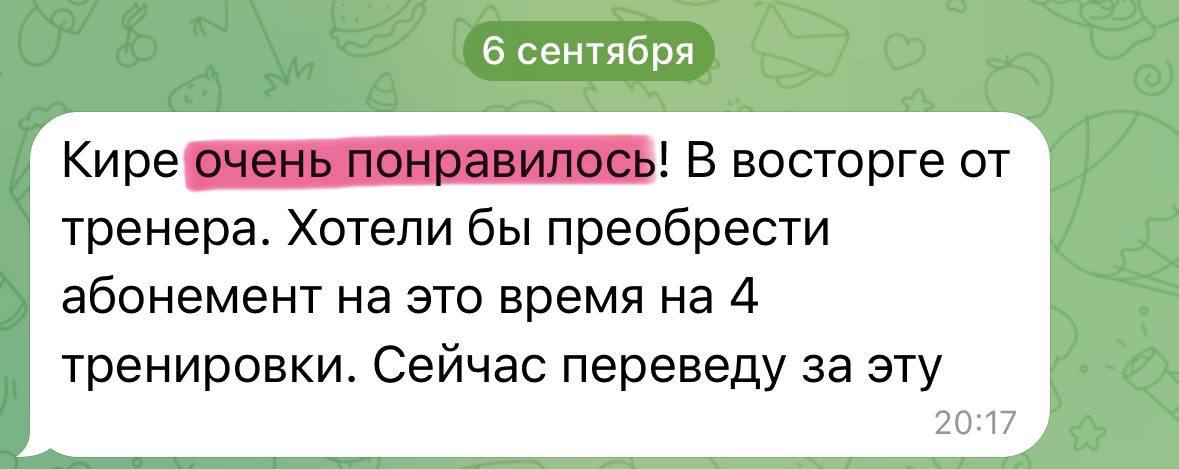 6 сентября
Кире очень понравилось! В восторге от
тренера. Хотели бы преобрести
абонемент на это время на 4
тренировки. Сейчас переведу за эту
20:17